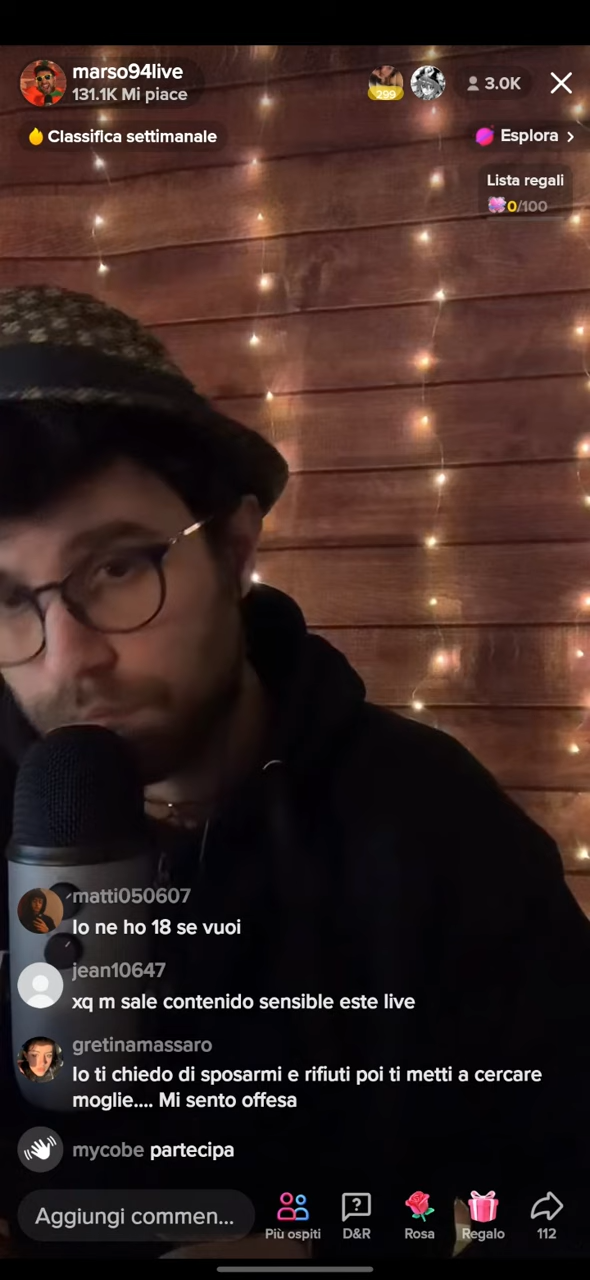 marso94live
131.1K Mi piace
299
3.0K
Classifica settimanale
Esplora
Lista regali
0/100
matti050607
Io ne ho 18 se vuoi
jean10647
xq m sale contenido sensible este live
gretinamassaro
Io ti chiedo di sposarmi e rifiuti poi ti metti a cercare
moglie.... Mi sento offesa
mycobe partecipa
Aggiungi commen...
Più ospiti
D&R
Rosa
Regalo
112